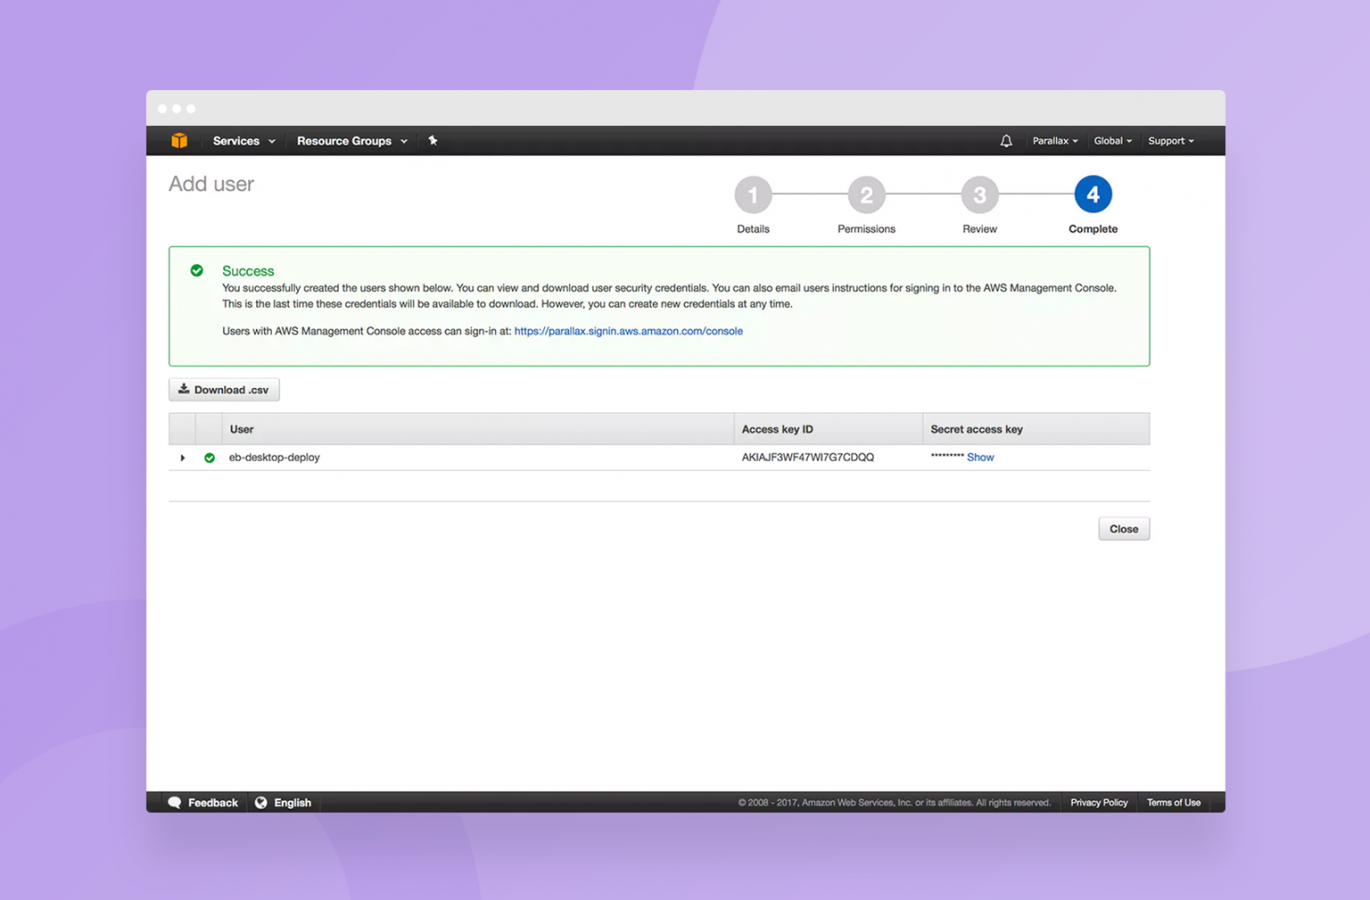 Services Resource Groups Parallax Global Support
Add user
1 2 3 4
Details Permissions Review Complete
Success
You successfully created the users shown below. You can view and download user security credentials. You can also email users instructions for signing in to the AWS Management Console.
This is the last time these credentials will be available to download. However, you can create new credentials at any time.
Users with AWS Management Console access can sign-in at: https://parallax.signin.aws.amazon.com/console
Download .csv
User Access key ID Secret access key
eb-desktop-deploy AKIAJF3WF47WI7G7CDQQ ********* Show
Close
Feedback English © 2008 - 2017, Amazon Web Services, Inc. or its affiliates. All rights reserved. Privacy Policy Terms of Use